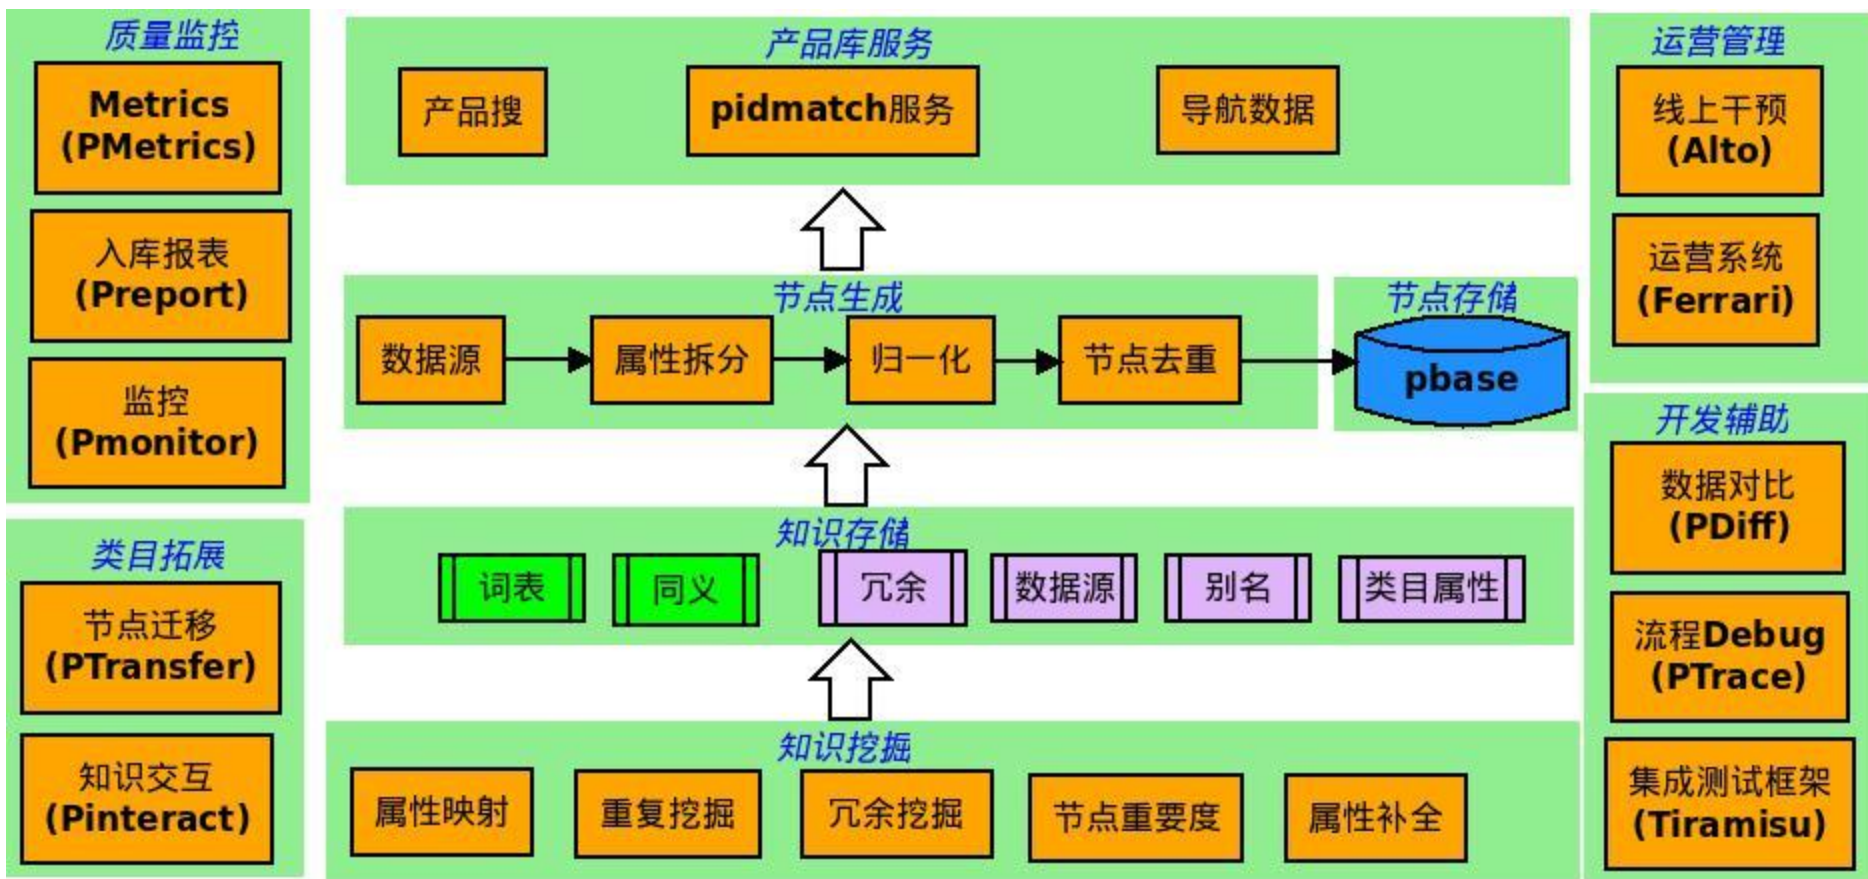 质量监控
Metrics
(PMetrics)
入库报表
(Preport)
监控
(Pmonitor)
类目拓展
节点迁移
(PTransfer)
知识交互
(Pinteract)
产品库服务
产品搜
pidmatch服务
导航数据
节点生成
数据源
属性拆分
归一化
节点去重
节点存储
pbase
知识存储
词表
同义
冗余
数据源
别名
类目属性
知识挖掘
属性映射
重复挖掘
冗余挖掘
节点重要度
属性补全
运营管理
线上干预
(Alto)
运营系统
(Ferrari)
开发辅助
数据对比
(PDiff)
流程Debug
(PTrace)
集成测试框架
(Tiramisu)